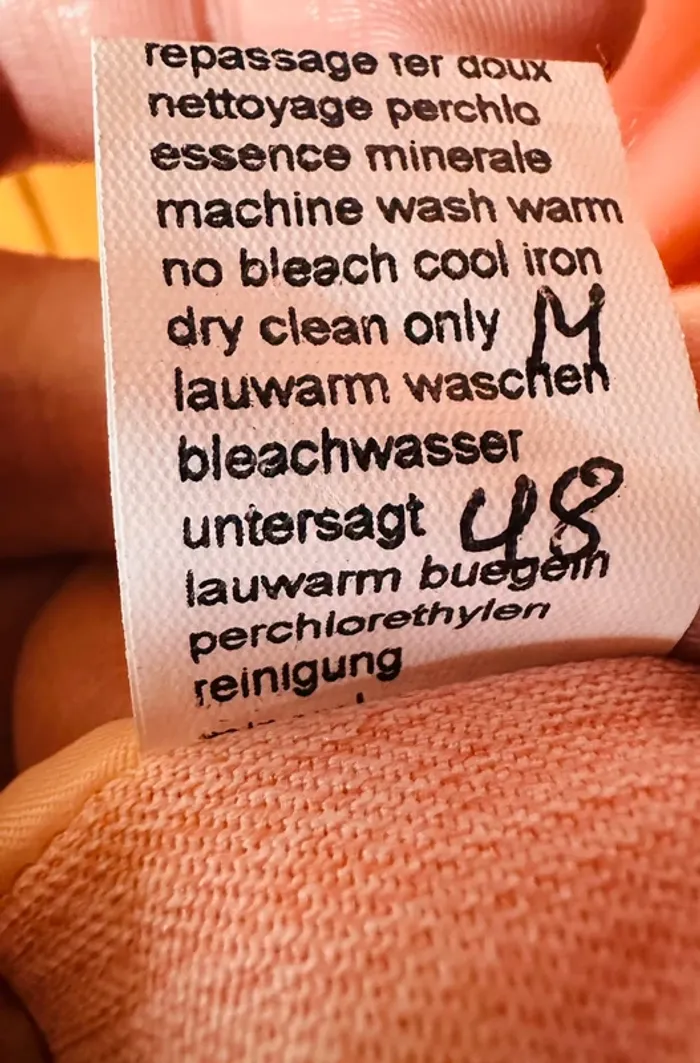 repassage fer doux
nettoyage perchlo
essence minerale
machine wash warm
no bleach cool iron
dry clean only M
lauwarm waschen
bleachwasser
untersagt 48
lauwarm buegeln
perchlorethylen
reinigung